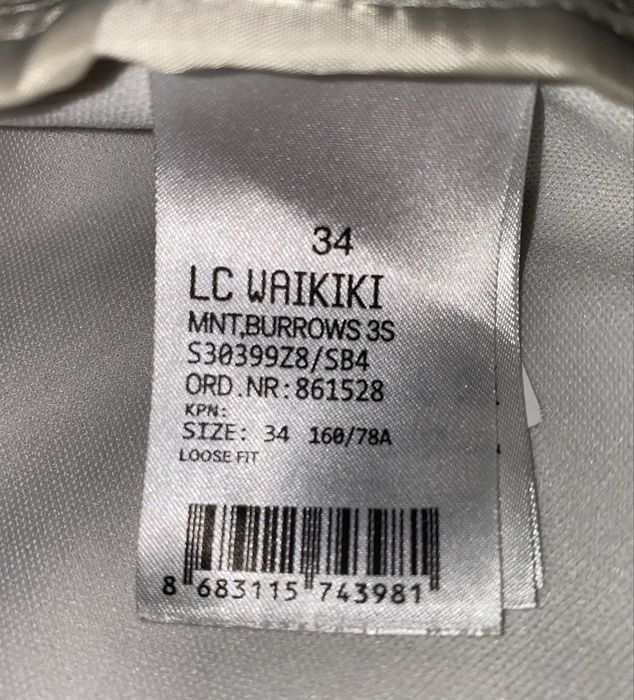 34
LC WAIKIKI
MNT,BURROWS 3S
S30399Z8/SB4
ORD.NR:861528
KPN:
SIZE: 34 160/78A
LOOSE FIT
8 683115 743981